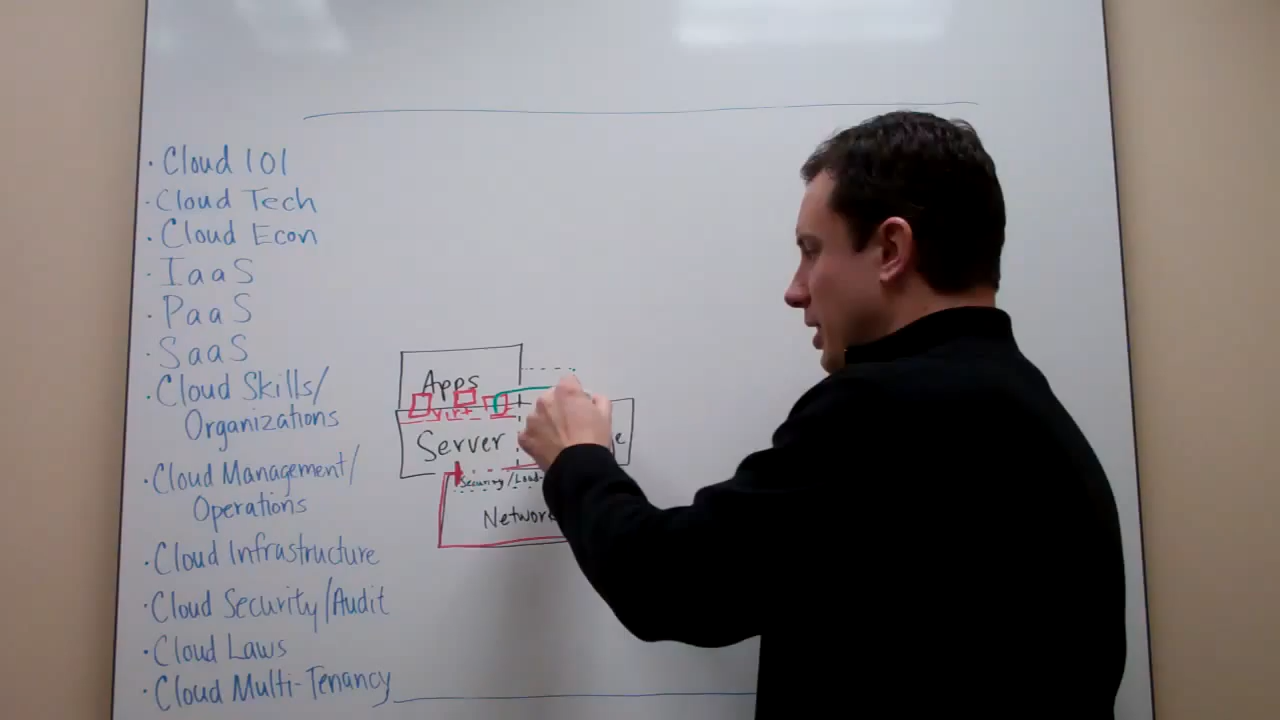 · Cloud 101
· Cloud Tech
· Cloud Econ
· IaaS
· PaaS
· SaaS
· Cloud Skills/
Organizations
· Cloud Management/
Operations
· Cloud Infrastructure
· Cloud Security/Audit
· Cloud Laws
· Cloud Multi-Tenancy
Apps
Virt
Server
Security/Load-
Network